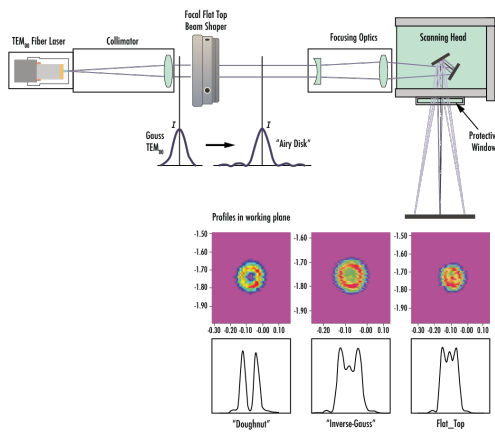 Focal Flat Top
Beam Shaper
TEM00 Fiber Laser
Collimator
Focusing Optics
Scanning Head
I
I
Gauss
TEM00
"Airy Disk"
Protective
Window
Profiles in working plane
-1.50
-1.60
-1.70
-1.80
-1.90
-0.30 -0.20 -0.10 -0.00 0.10
-1.60
-1.70
-1.80
-1.90
-0.20 -0.10 0.00 0.10
-1.50
-1.60
-1.70
-1.80
-1.90
-0.30 -0.20 -0.10 -0.00 0.10
"Doughnut"
"Inverse-Gauss"
Flat_Top